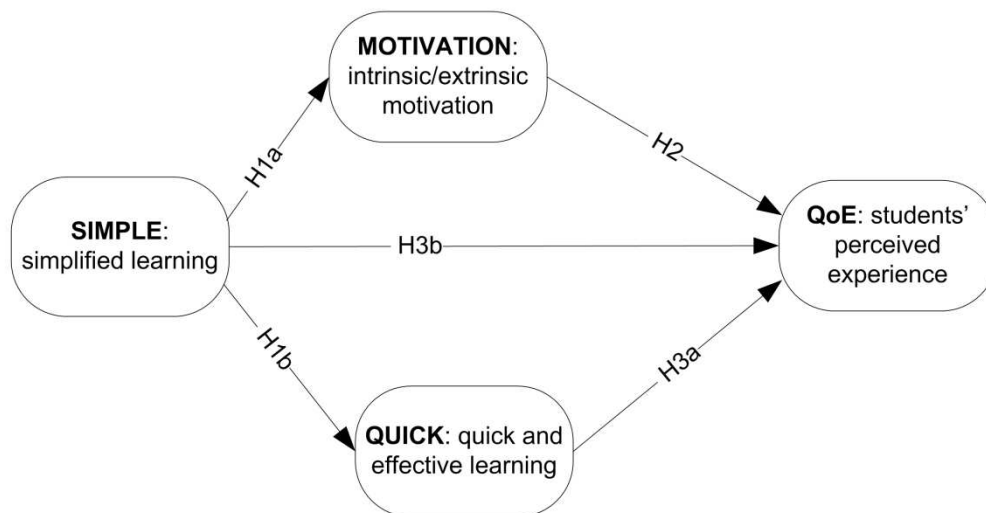 MOTIVATION:
intrinsic/extrinsic
motivation
H1a
H2
SIMPLE:
simplified learning
H3b
QoE: students’
perceived
experience
H1b
H3a
QUICK: quick and
effective learning